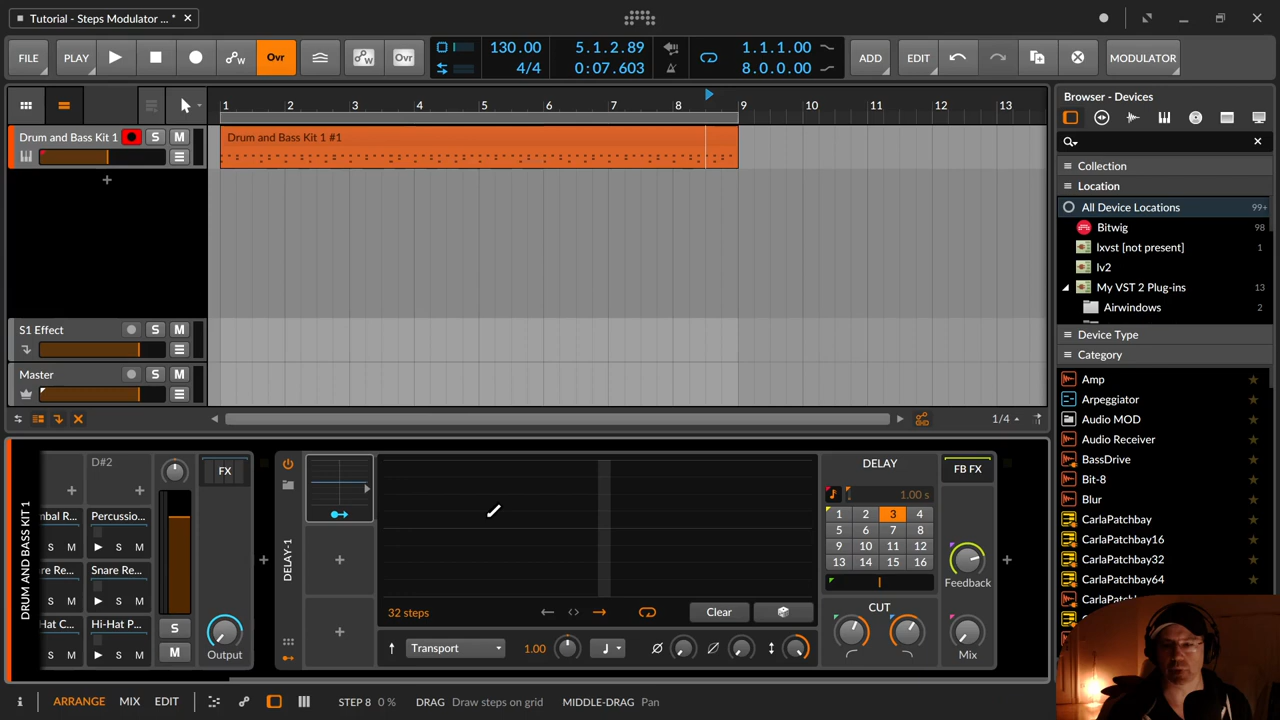 Tutorial - Steps Modulator ... *
FILE
PLAY
Ovr
Ovr
130.00
4/4
5.1.2.89
0:07.603
1.1.1.00
8.0.0.00
ADD
EDIT
MODULATOR
1 2 3 4 5 6 7 8 9 10 11 12 13
Drum and Bass Kit 1
S M
Drum and Bass Kit 1 #1
S1 Effect
S M
Master
S M
1/4
Browser - Devices
Collection
Location
All Device Locations 99+
Bitwig 98
lxvst [not present] 1
lv2
My VST 2 Plug-ins 13
Airwindows 2
Device Type
Category
Amp
Arpeggiator
Audio MOD
Audio Receiver
BassDrive
Bit-8
Blur
CarlaPatchbay
CarlaPatchbay16
CarlaPatchbay32
CarlaPatchbay64
DRUM AND BASS KIT 1
D#2
mbal R...
Percussio...
S M
S M
are Re...
Snare Re...
S M
S M
-Hat C...
Hi-Hat P...
S M
S M
FX
S
M
Output
DELAY-1
32 steps
Clear
Transport
1.00
DELAY
1.00 s
1 2 3 4
5 6 7 8
9 10 11 12
13 14 15 16
CUT
FB FX
Feedback
Mix
i
ARRANGE
MIX
EDIT
STEP 8 0 %
DRAG Draw steps on grid
MIDDLE-DRAG Pan